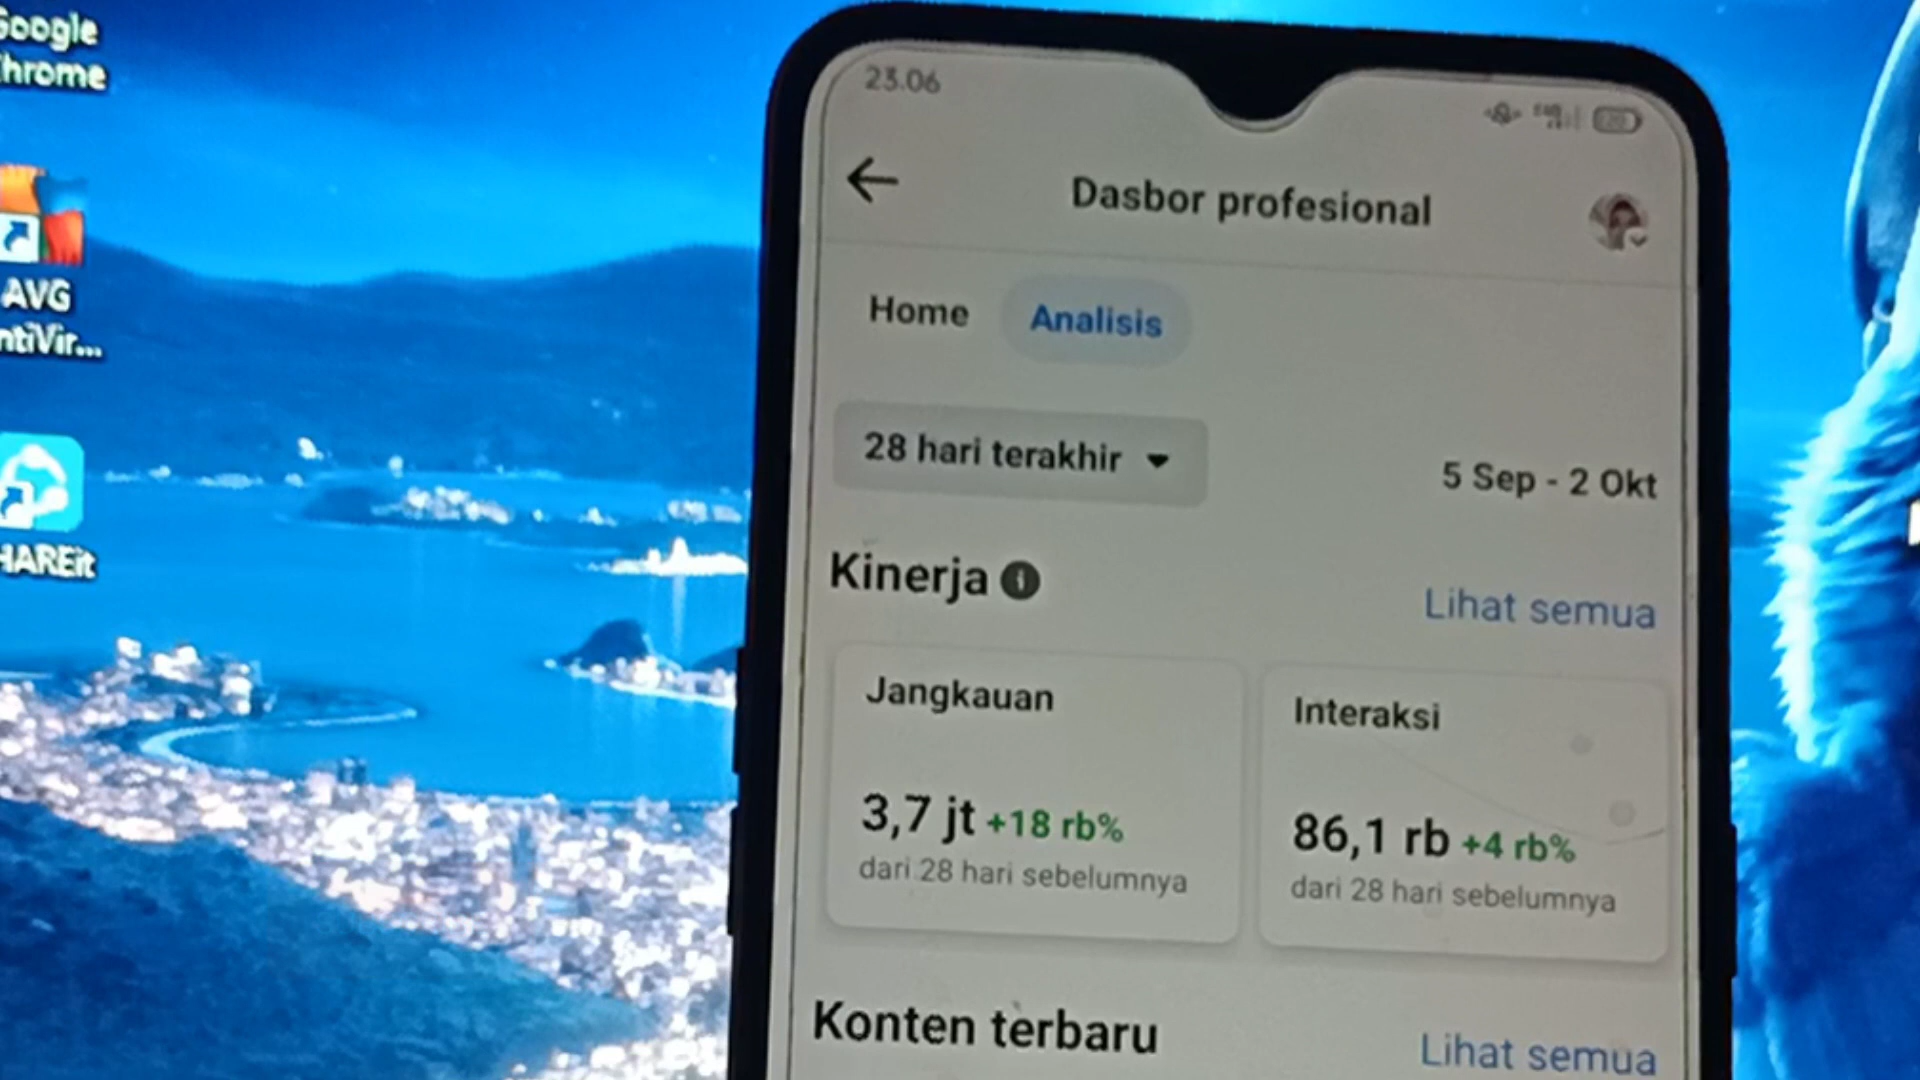 Google
Chrome
AVG
AntiVir...
SHAREit
23.06
Dasbor profesional
Home
Analisis
28 hari terakhir
5 Sep - 2 Okt
Kinerja
Lihat semua
Jangkauan
3,7 jt +18 rb%
dari 28 hari sebelumnya
Interaksi
86,1 rb +4 rb%
dari 28 hari sebelumnya
Konten terbaru
Lihat semua